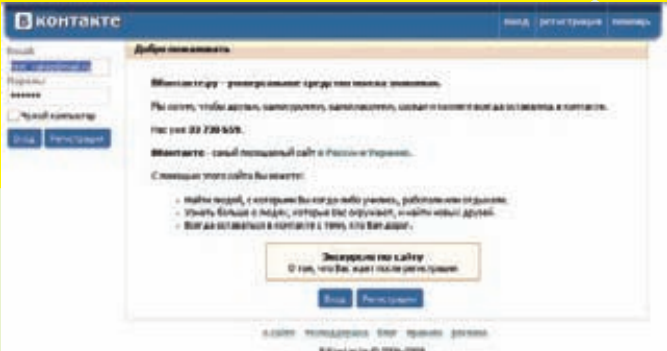 В контакте
вход регистрация помощь
Email:
Пароль:
•••••••
Чужой компьютер
Вход Регистрация
Добро пожаловать
ВКонтакте.ру - универсальное средство поиска знакомых.
Мы хотим, чтобы друзья, однокурсники, одноклассники, соседи и коллеги всегда оставались в контакте.
Нас уже
ВКонтакте - самый посещаемый сайт в России и Украине.
С помощью этого сайта Вы можете:
Найти людей, с которыми Вы когда-либо учились, работали или отдыхали.
Узнать больше о людях, которые Вас окружают, и найти новых друзей.
Всегда оставаться в контакте с теми, кто Вам дорог.
Экскурсия по сайту
О том, что Вас ждет после регистрации
Вход Регистрация
о сайте техподдержка блог правила реклама
ВКонтакте ©